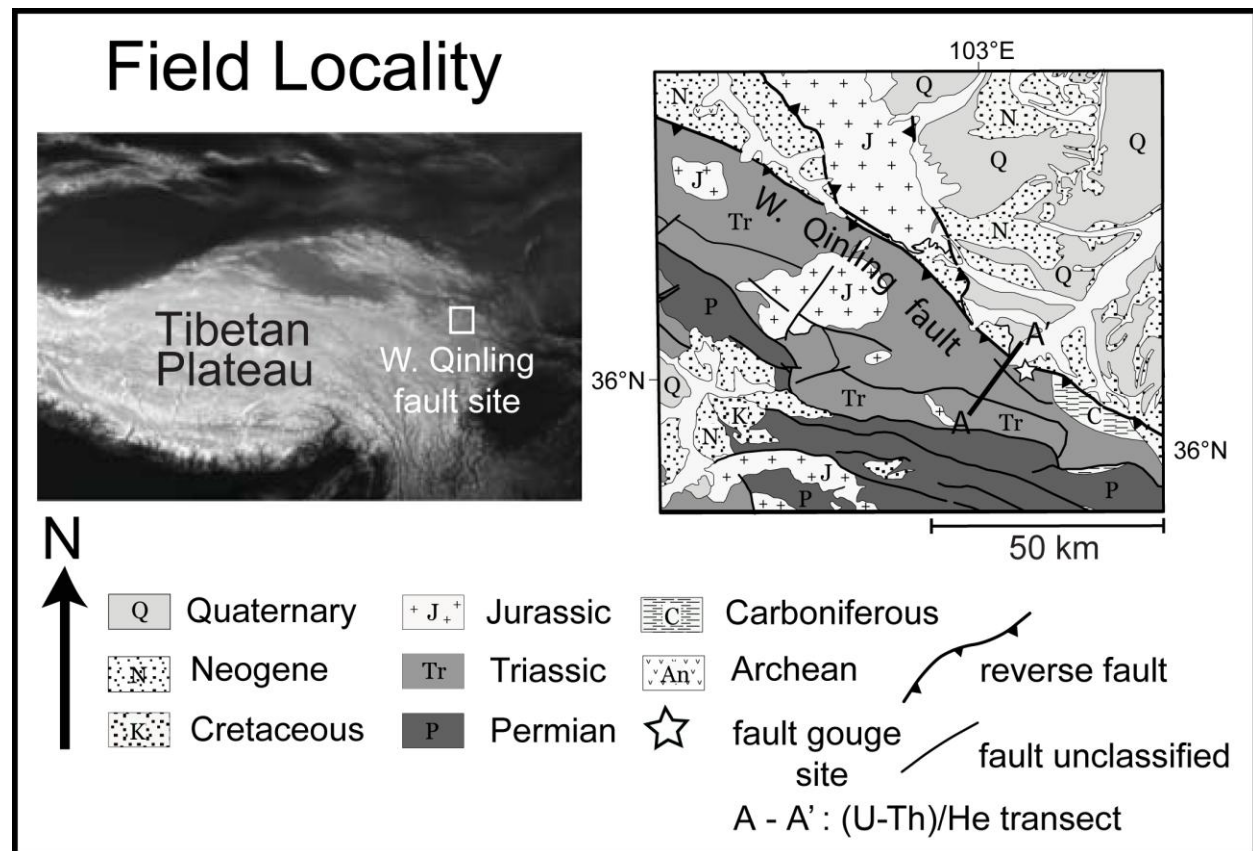 Field Locality
Tibetan
Plateau
W. Qinling
fault site
103°E
N
Q
J
N
Q
Q
J
Tr
W. Qinling fault
N
Q
J
P
A'
36°N
Q
Tr
A
Tr
C
K
N
36°N
J
P
P
50 km
N
Q Quaternary
J Jurassic
C Carboniferous
N Neogene
Tr Triassic
An Archean
reverse fault
K Cretaceous
P Permian
fault gouge
site
fault unclassified
A - A' : (U-Th)/He transect